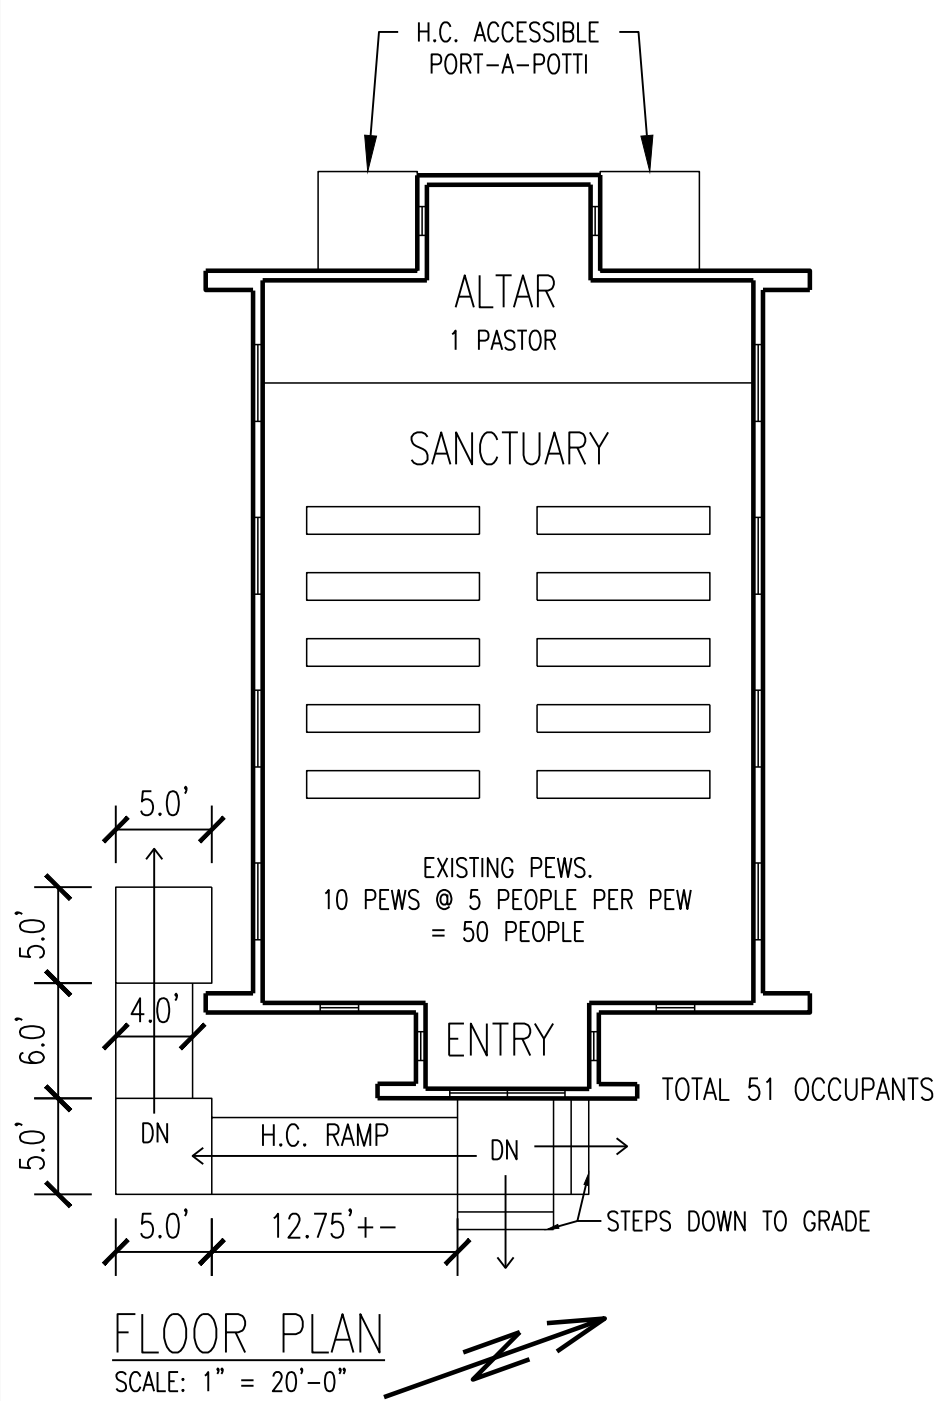 H.C. ACCESSIBLE
PORT-A-POTTI
ALTAR
1 PASTOR
SANCTUARY
5.0'
EXISTING PEWS.
10 PEWS @ 5 PEOPLE PER PEW
= 50 PEOPLE
5.0'
4.0'
6.0'
ENTRY
TOTAL 51 OCCUPANTS
5.0'
DN
H.C. RAMP
DN
5.0'
12.75'+-
STEPS DOWN TO GRADE
FLOOR PLAN
SCALE: 1" = 20'-0"
N